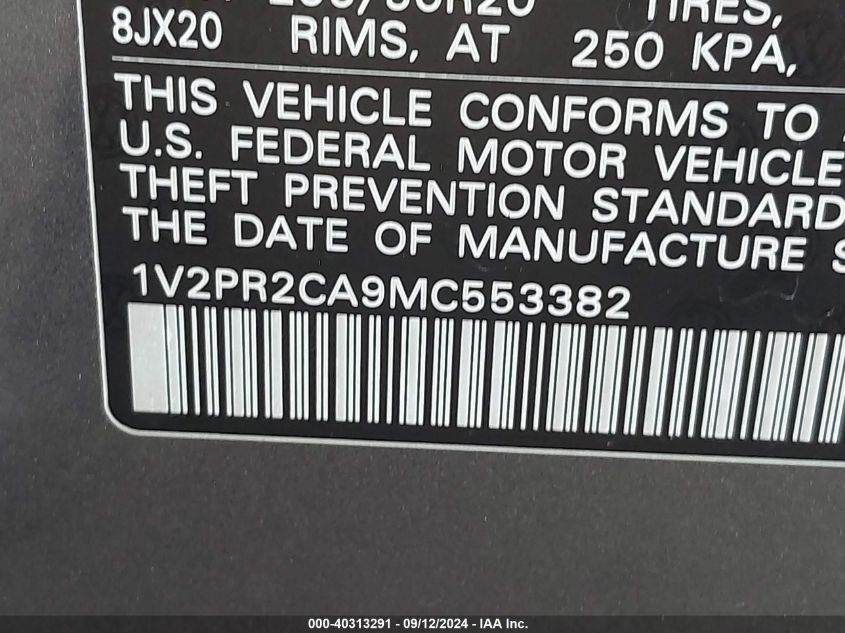 TIRES,
8JX20 RIMS, AT 250 KPA,
THIS VEHICLE CONFORMS TO
U.S. FEDERAL MOTOR VEHICLE
THEFT PREVENTION STANDARD
THE DATE OF MANUFACTURE S
1V2PR2CA9MC553382
000-40313291 - 09/12/2024 - IAA Inc.